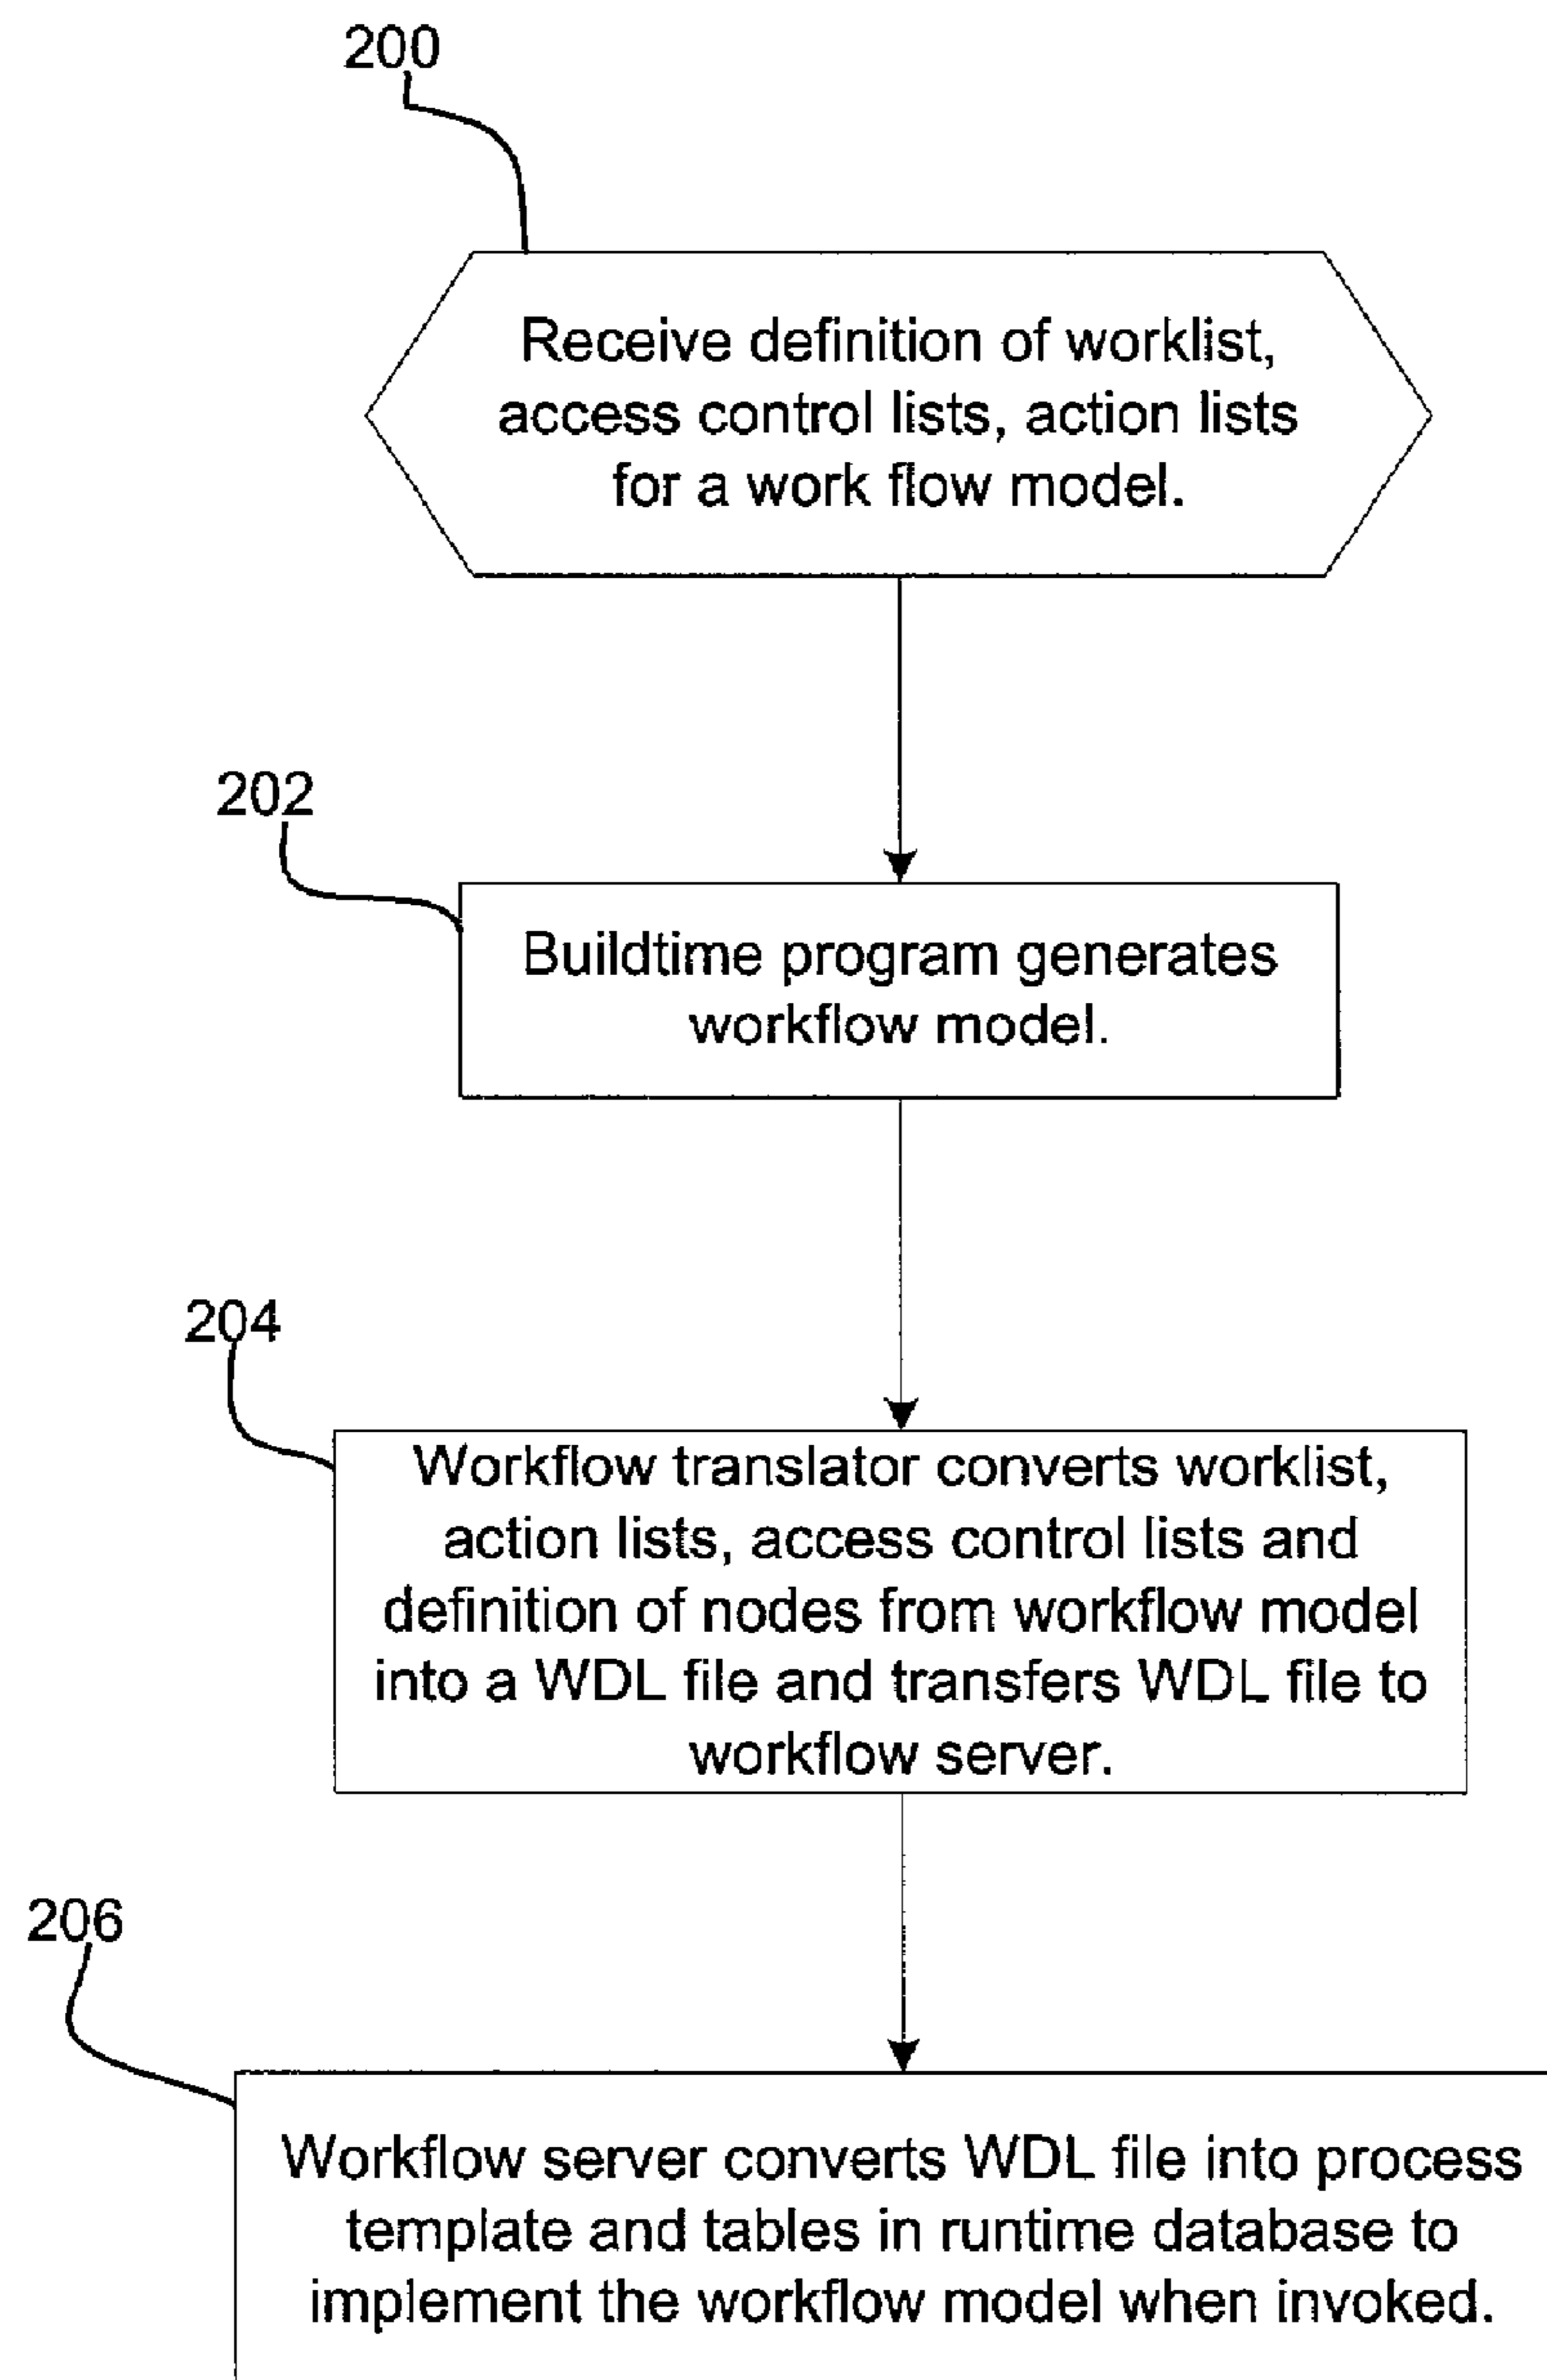 200
Receive definition of worklist,
access control lists, action lists
for a work flow model.
202
Buildtime program generates
workflow model.
204
Workflow translator converts worklist,
action lists, access control lists and
definition of nodes from workflow model
into a WDL file and transfers WDL file to
workflow server.
206
Workflow server converts WDL file into process
template and tables in runtime database to
implement the workflow model when invoked.